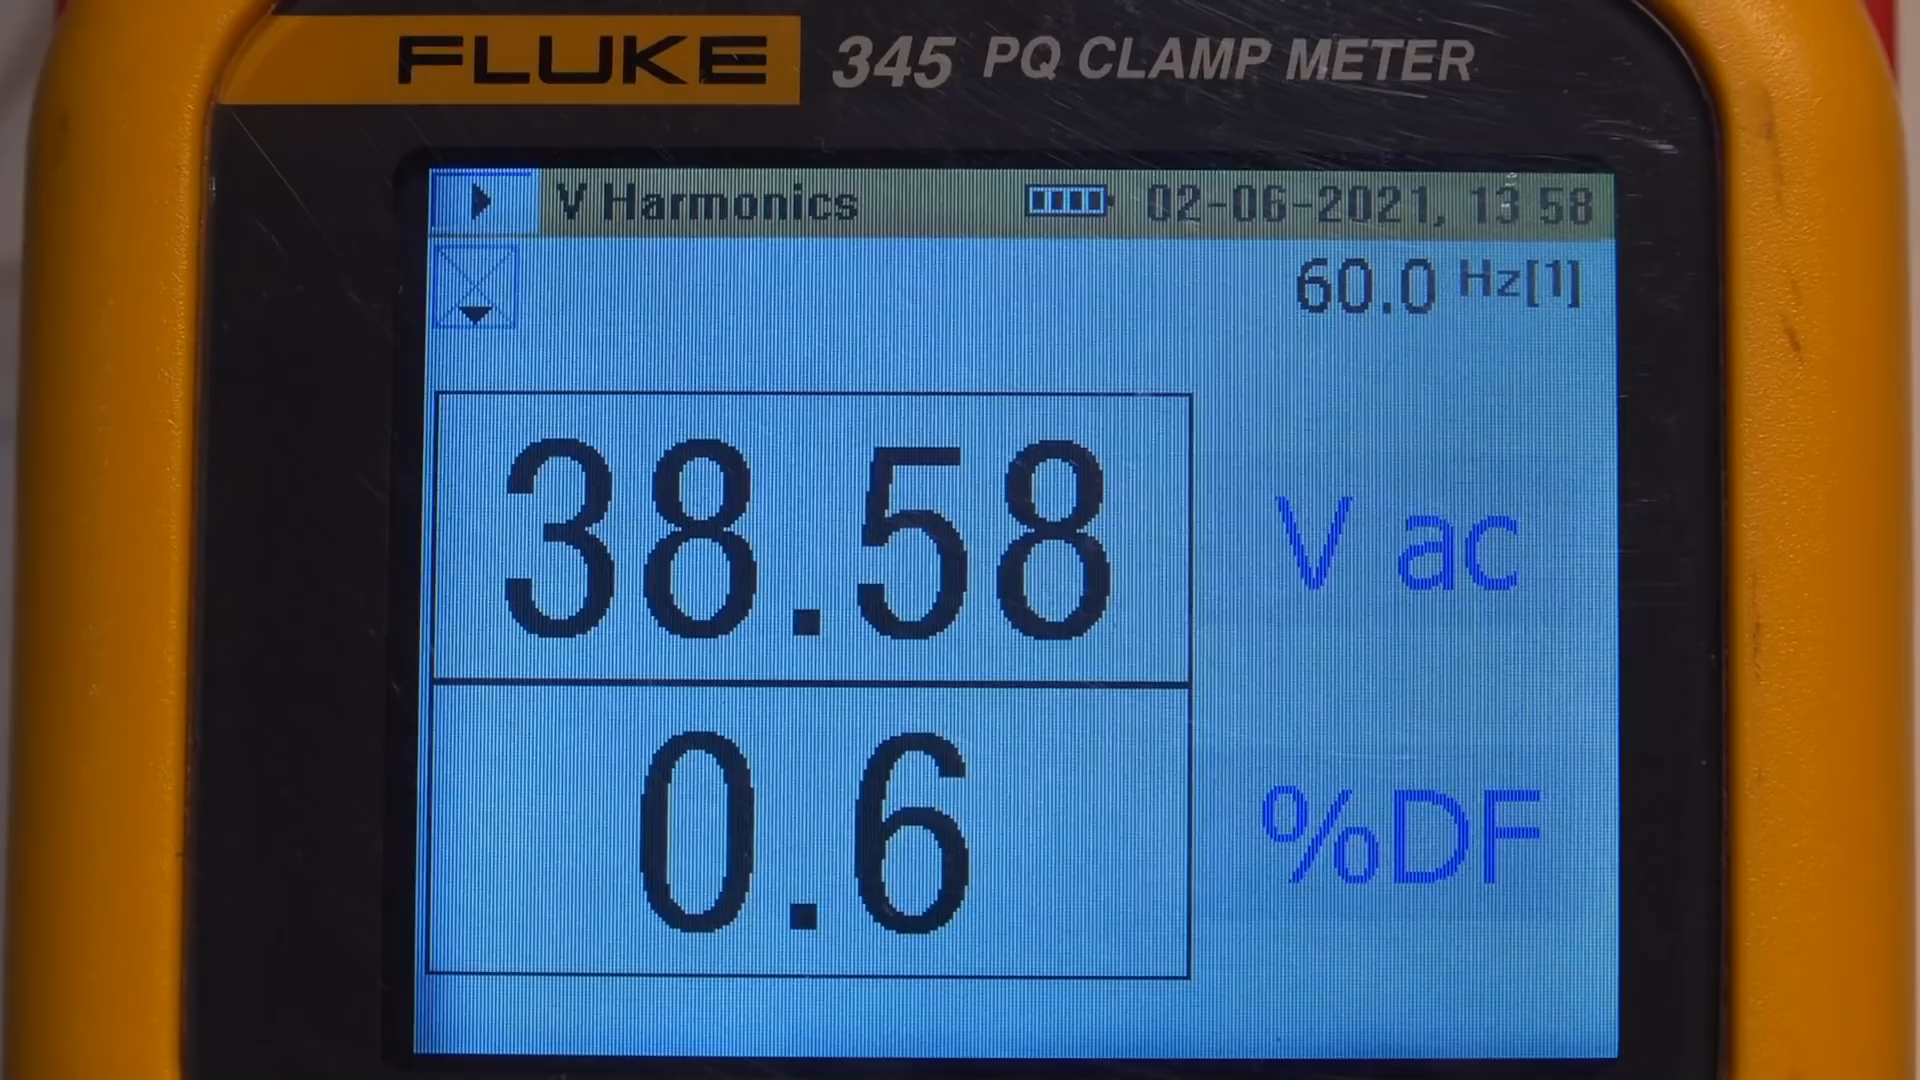 FLUKE 345 PQ CLAMP METER
V Harmonics 02-06-2021, 13 58
60.0 Hz[1]
38.58 V ac
0.6 %DF